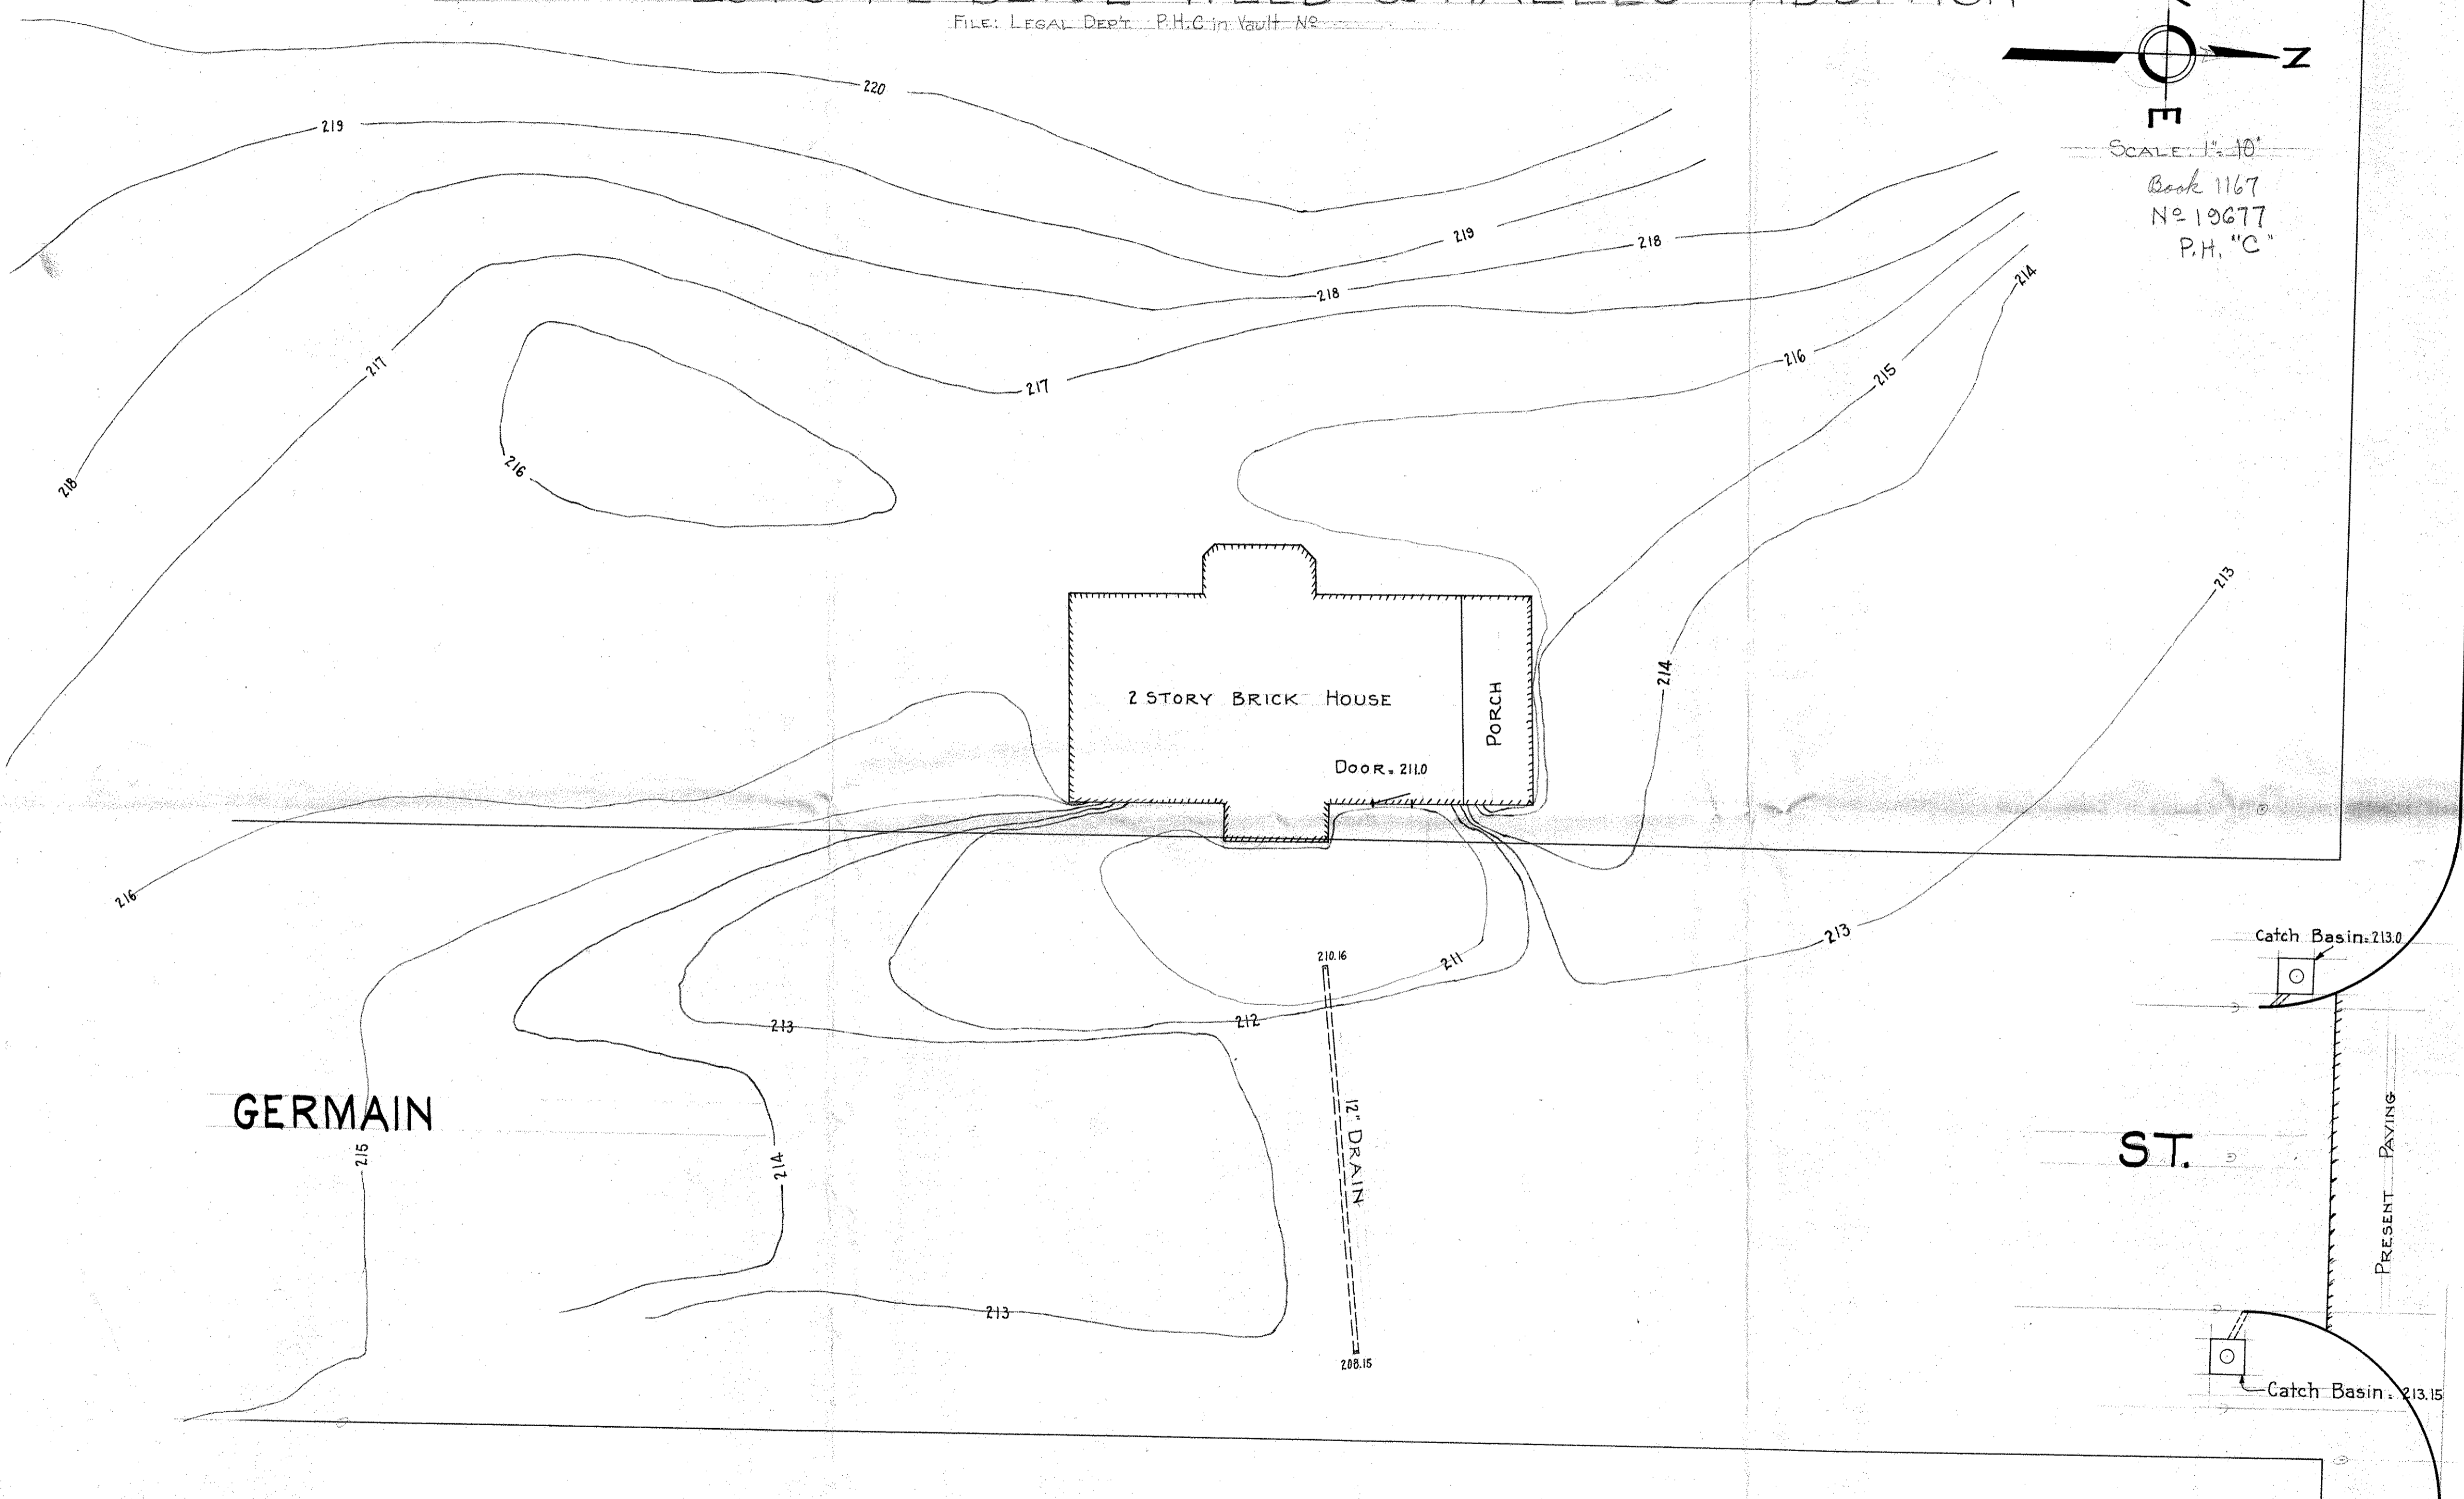 FILE: LEGAL DEPT. P.H.C in Vault Nº
N
E
SCALE: 1"= 10'
Book 1167
Nº 19677
P.H. "C"
220
219
219
218
218
214
217
217
216
215
216
218
213
2 STORY BRICK HOUSE
PORCH
DOOR = 211.0
214
216
213
Catch Basin = 213.0
210.16
211
213
212
GERMAIN
12" DRAIN
ST.
PRESENT PAVING
215
214
213
208.15
Catch Basin = 213.15